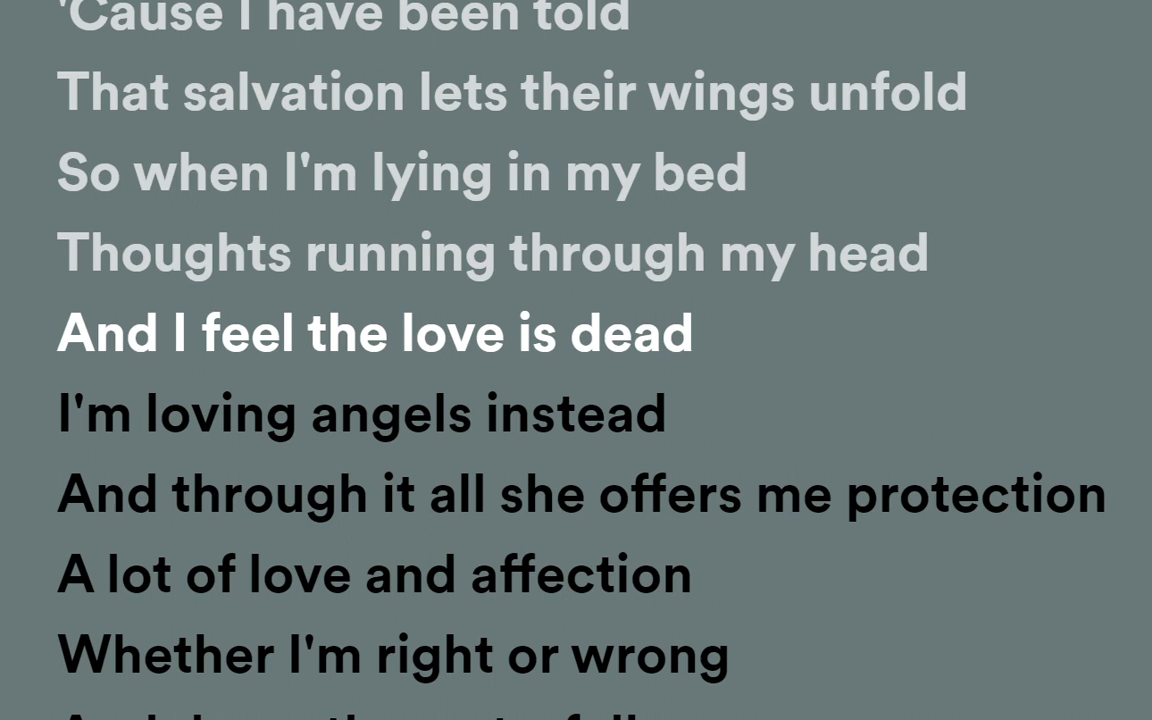 'Cause I have been told
That salvation lets their wings unfold
So when I'm lying in my bed
Thoughts running through my head
And I feel the love is dead
I'm loving angels instead
And through it all she offers me protection
A lot of love and affection
Whether I'm right or wrong